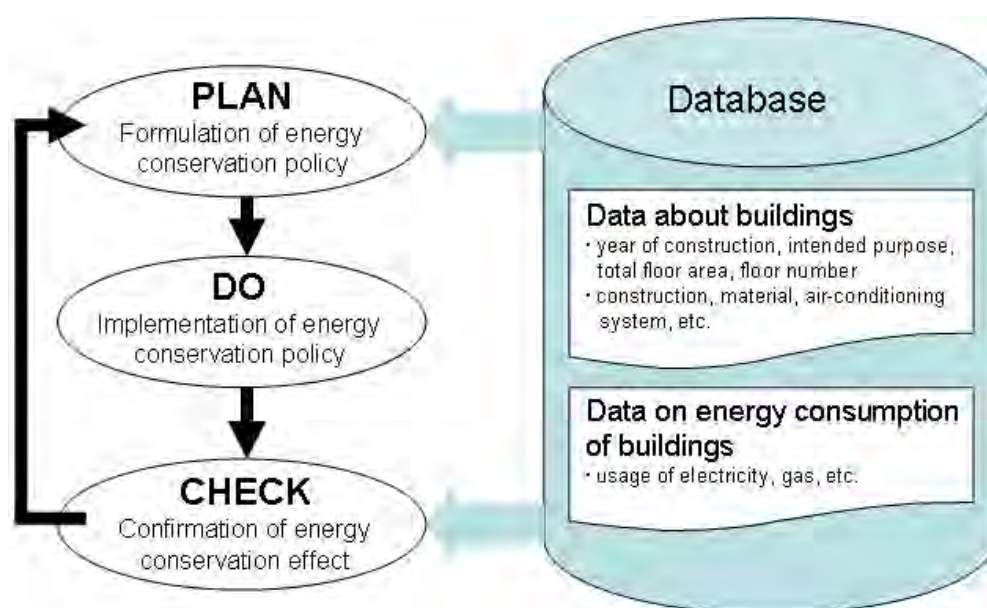 PLAN
Formulation of energy
conservation policy
DO
Implementation of energy
conservation policy
CHECK
Confirmation of energy
conservation effect
Database
Data about buildings
・year of construction, intended purpose,
total floor area, floor number
・construction, material, air-conditioning
system, etc.
Data on energy consumption
of buildings
・usage of electricity, gas, etc.